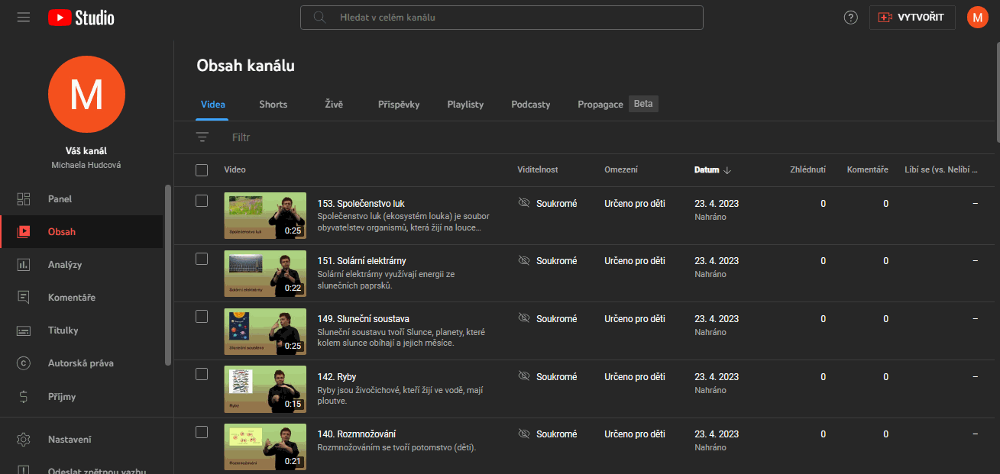 Studio
Hledat v celém kanálu
VYTVOŘIT
M
M
Váš kanál
Michaela Hudcová
Panel
Obsah
Analýzy
Komentáře
Titulky
Autorská práva
Příjmy
Nastavení
Odeslat zpětnou vazbu
Obsah kanálu
Videa Shorts Živě Příspěvky Playlisty Podcasty Propagace Beta
Filtr
Video Viditelnost Omezení Datum Zhlédnutí Komentáře Líbí se (vs. Nelíbí ...
Společenstvo luk
0:25
153. Společenstvo luk
Společenstvo luk (ekosystém louka) je soubor
obyvatelstev organismů, která žijí na louce...
Soukromé Určeno pro děti 23. 4. 2023 0 0 –
Nahráno
Solární elektrárny
0:22
151. Solární elektrárny
Solární elektrárny využívají energii ze
slunečních paprsků.
Soukromé Určeno pro děti 23. 4. 2023 0 0 –
Nahráno
Sluneční soustava
0:25
149. Sluneční soustava
Sluneční soustavu tvoří Slunce, planety, které
kolem slunce obíhají a jejich měsíce.
Soukromé Určeno pro děti 23. 4. 2023 0 0 –
Nahráno
Ryby
0:15
142. Ryby
Ryby jsou živočichové, kteří žijí ve vodě, mají
ploutve.
Soukromé Určeno pro děti 23. 4. 2023 0 0 –
Nahráno
Rozmnožování
0:21
140. Rozmnožování
Rozmnožováním se tvoří potomstvo (děti).
Soukromé Určeno pro děti 23. 4. 2023 0 0 –
Nahráno